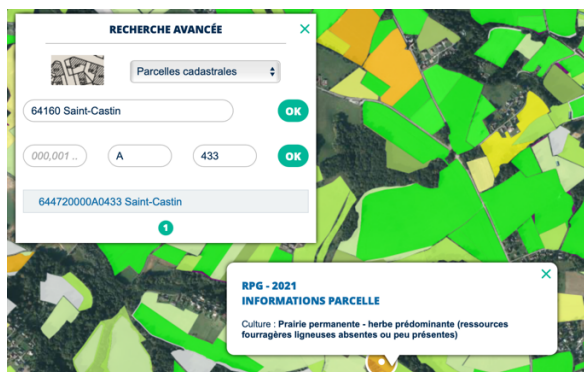 RECHERCHE AVANCÉE
Parcelles cadastrales
64160 Saint-Castin
OK
000,001 ..
A
433
OK
644720000A0433 Saint-Castin
1
RPG - 2021
INFORMATIONS PARCELLE
Culture : Prairie permanente - herbe prédominante (ressources
fourragères ligneuses absentes ou peu présentes)